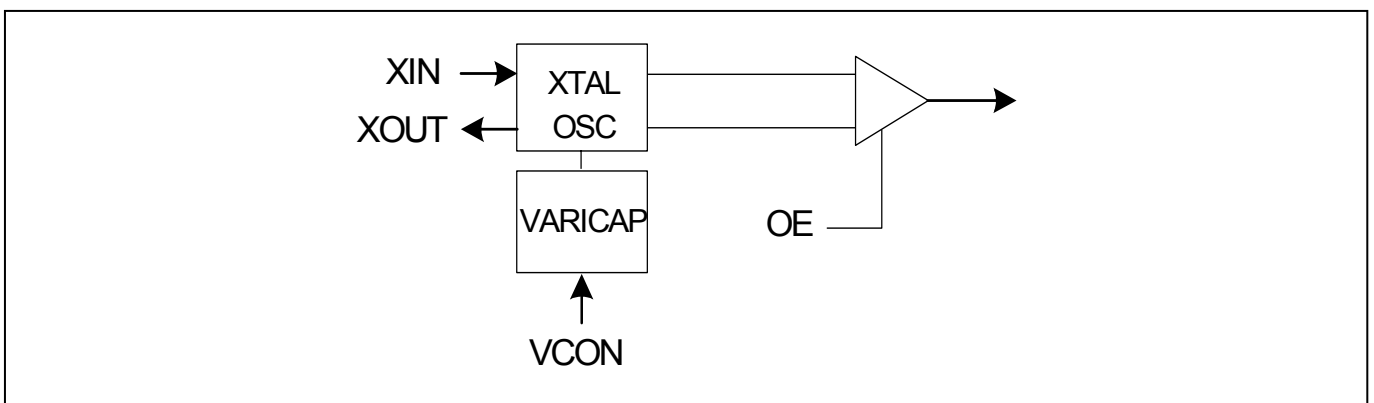 XIN
XTAL
XOUT
OSC
VARICAP
OE
VCON